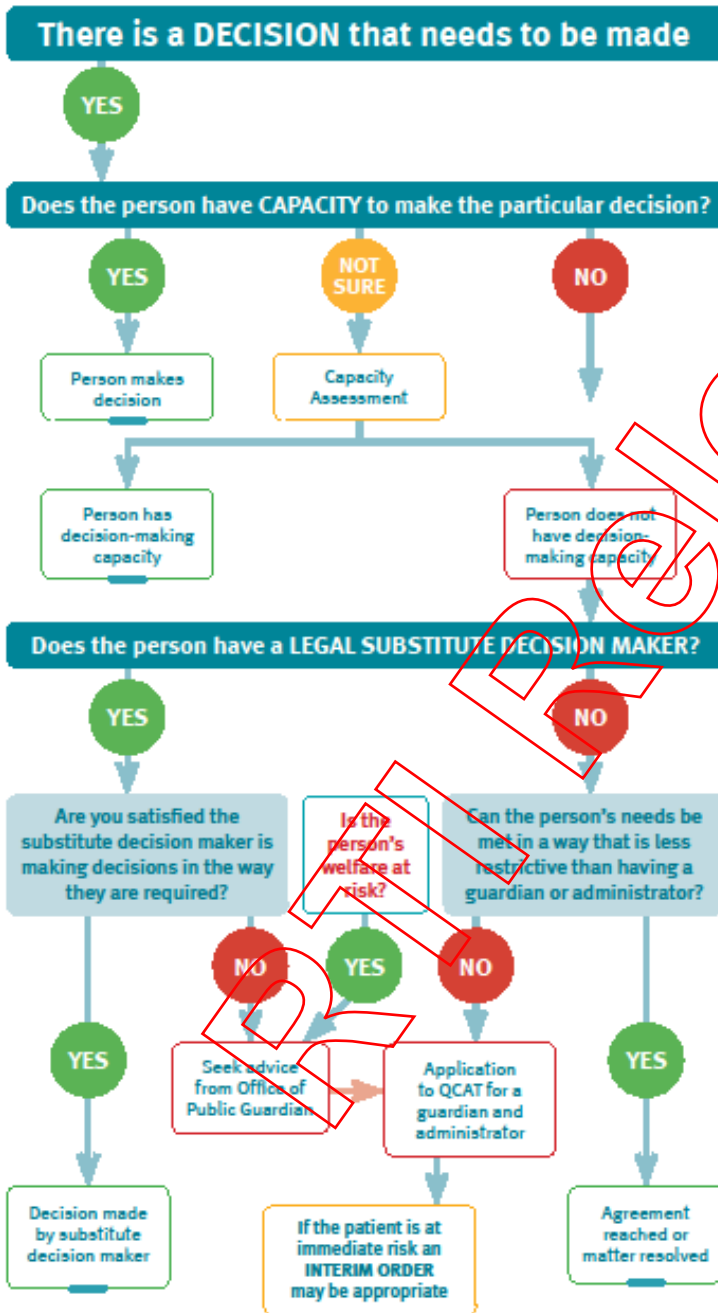 There is a DECISION that needs to be made
YES
Does the person have CAPACITY to make the particular decision?
YES
NOT
SURE
NO
Person makes
decision
Capacity
Assessment
Person has
decision-making
capacity
Person does not
have decision-
making capacity
Does the person have a LEGAL SUBSTITUTE DECISION MAKER?
YES
NO
Are you satisfied the
substitute decision maker is
making decisions in the way
they are required?
Is the
person's
welfare at
risk?
Can the person's needs be
met in a way that is less
restrictive than having a
guardian or administrator?
NO
YES
NO
YES
Seek advice
from Office of
Public Guardian
Application
to QCAT for a
guardian and
administrator
YES
Decision made
by substitute
decision maker
If the patient is at
immediate risk an
INTERIM ORDER
may be appropriate
Agreement
reached or
matter resolved
RTI